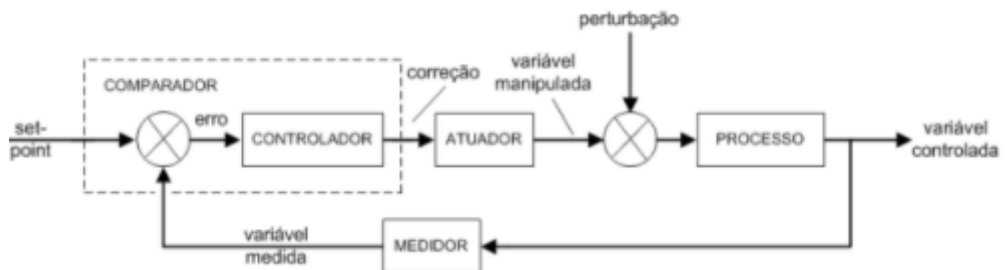 perturbação
COMPARADOR
correção
variável
manipulada
set-
point
erro
CONTROLADOR
ATUADOR
PROCESSO
variável
controlada
variável
medida
MEDIDOR